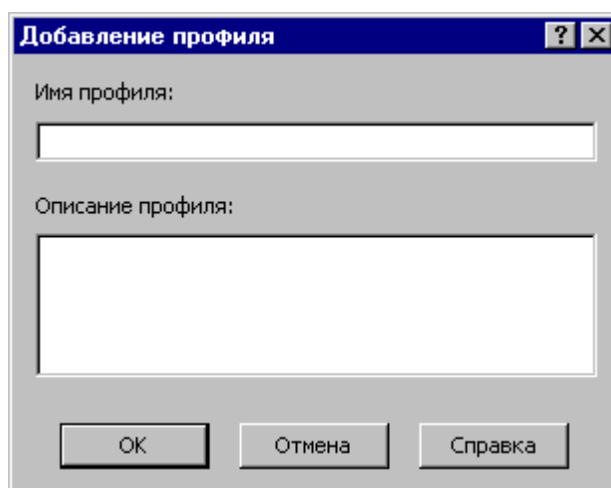 Добавление профиля
Имя профиля:
Описание профиля:
OK Отмена Справка